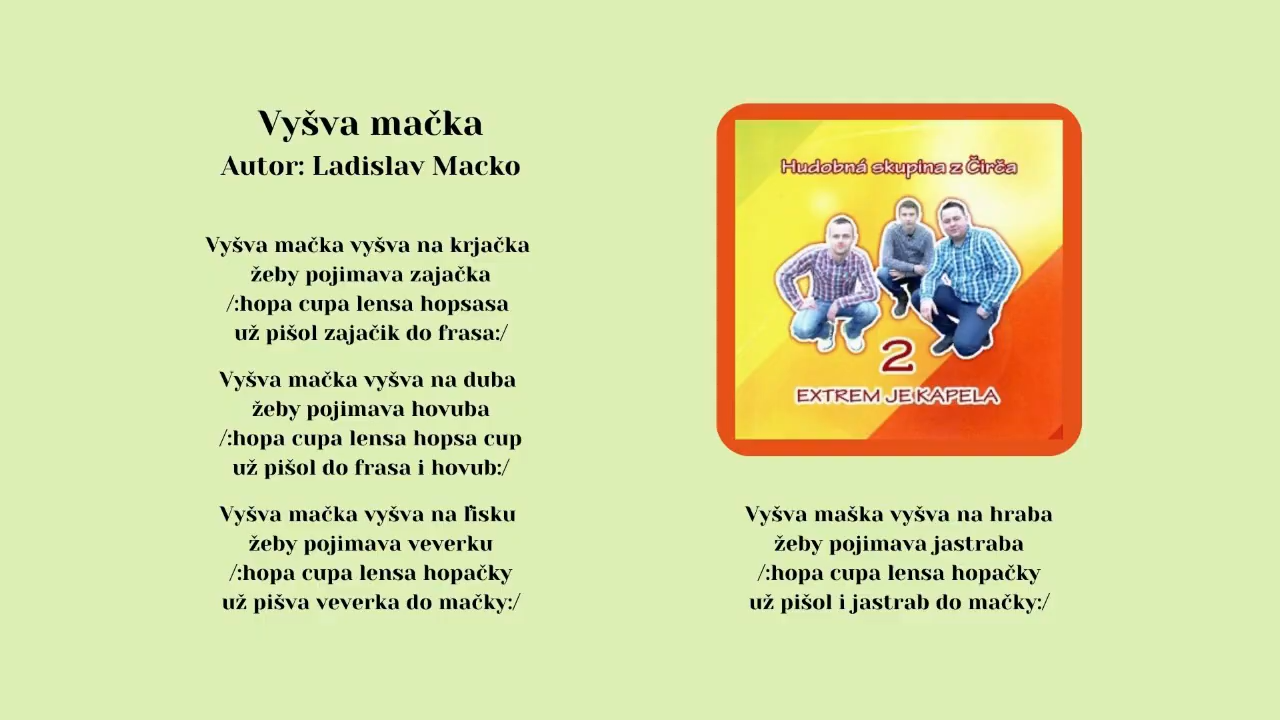 Vyšva mačka
Autor: Ladislav Macko
Vyšva mačka vyšva na krjačka
žeby pojimava zajačka
/:hopa cupa lensa hopsasa
už pišol zajačik do frasa:/
Vyšva mačka vyšva na duba
žeby pojimava hovuba
/:hopa cupa lensa hopsa cup
už pišol do frasa i hovub:/
Vyšva mačka vyšva na ľisku
žeby pojimava veverku
/:hopa cupa lensa hopačky
už pišva veverka do mačky:/
Hudobná skupina z Čirča
2
EXTREM JE KAPELA
Vyšva maška vyšva na hraba
žeby pojimava jastraba
/:hopa cupa lensa hopačky
už pišol i jastrab do mačky:/